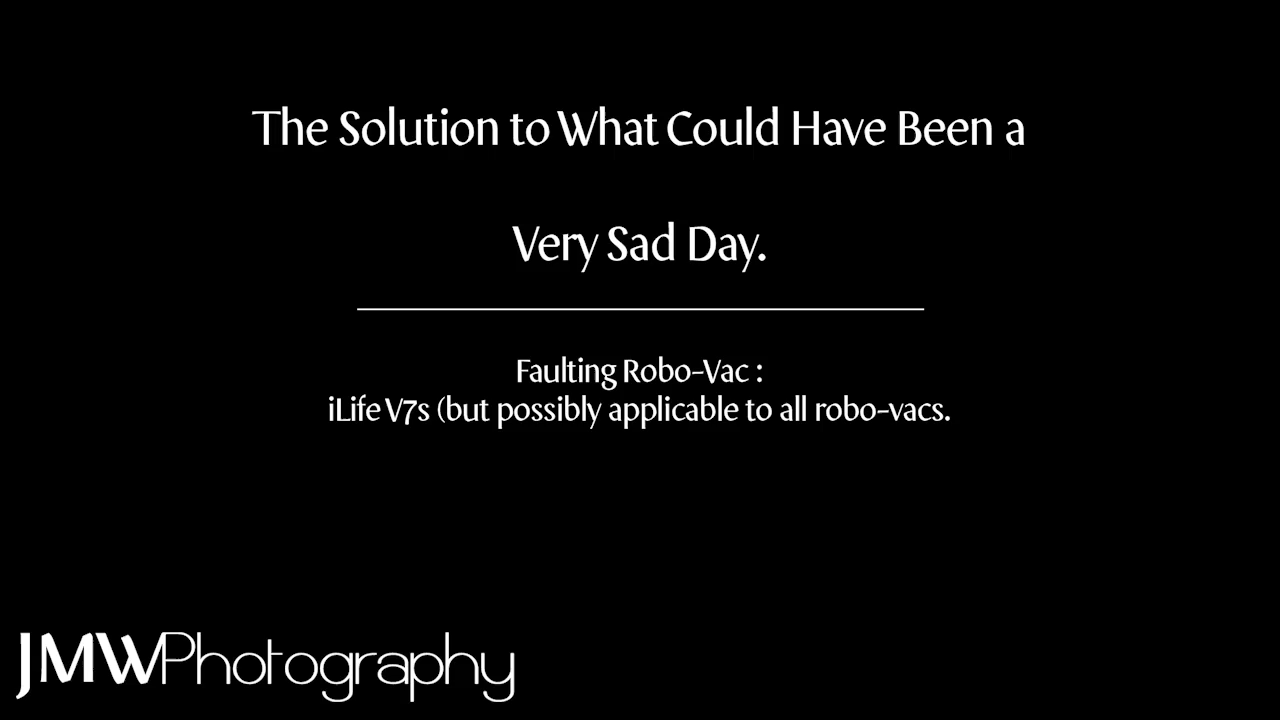 The Solution to What Could Have Been a
Very Sad Day.
Faulting Robo-Vac :
iLife V7s (but possibly applicable to all robo-vacs.
JMWPhotography